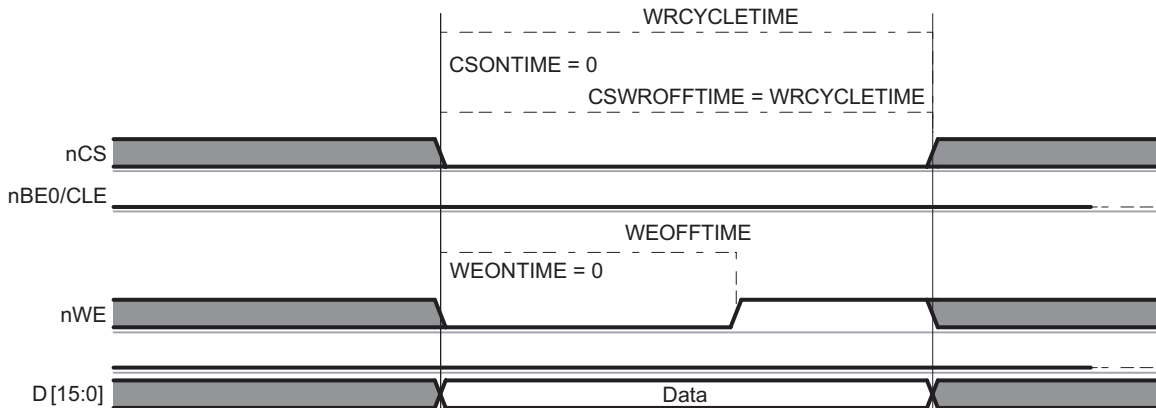 WRCYCLETIME
CSONTIME = 0
CSWROFFTIME = WRCYCLETIME
nCS
nBE0/CLE
WEOFFTIME
WEONTIME = 0
nWE
D[15:0]
Data